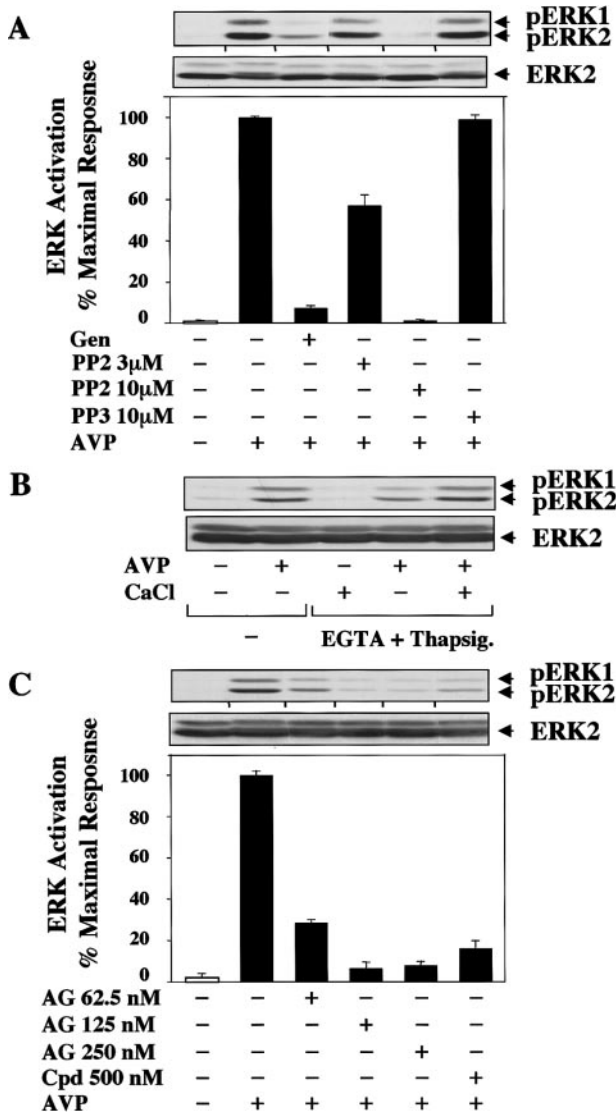 A
pERK1
pERK2
ERK2
ERK Activation
% Maximal Resposnse
100
80
60
40
20
0
Gen – – + – – –
PP2 3μM – – – + – –
PP2 10μM – – – – + –
PP3 10μM – – – – – +
AVP – + + + + +
B
pERK1
pERK2
ERK2
AVP – + – + +
CaCl – – + – +
– EGTA + Thapsig.
C
pERK1
pERK2
ERK2
ERK Activation
% Maximal Resposnse
100
80
60
40
20
0
AG 62.5 nM – – + – – –
AG 125 nM – – – + – –
AG 250 nM – – – – + –
Cpd 500 nM – – – – – +
AVP – + + + + +